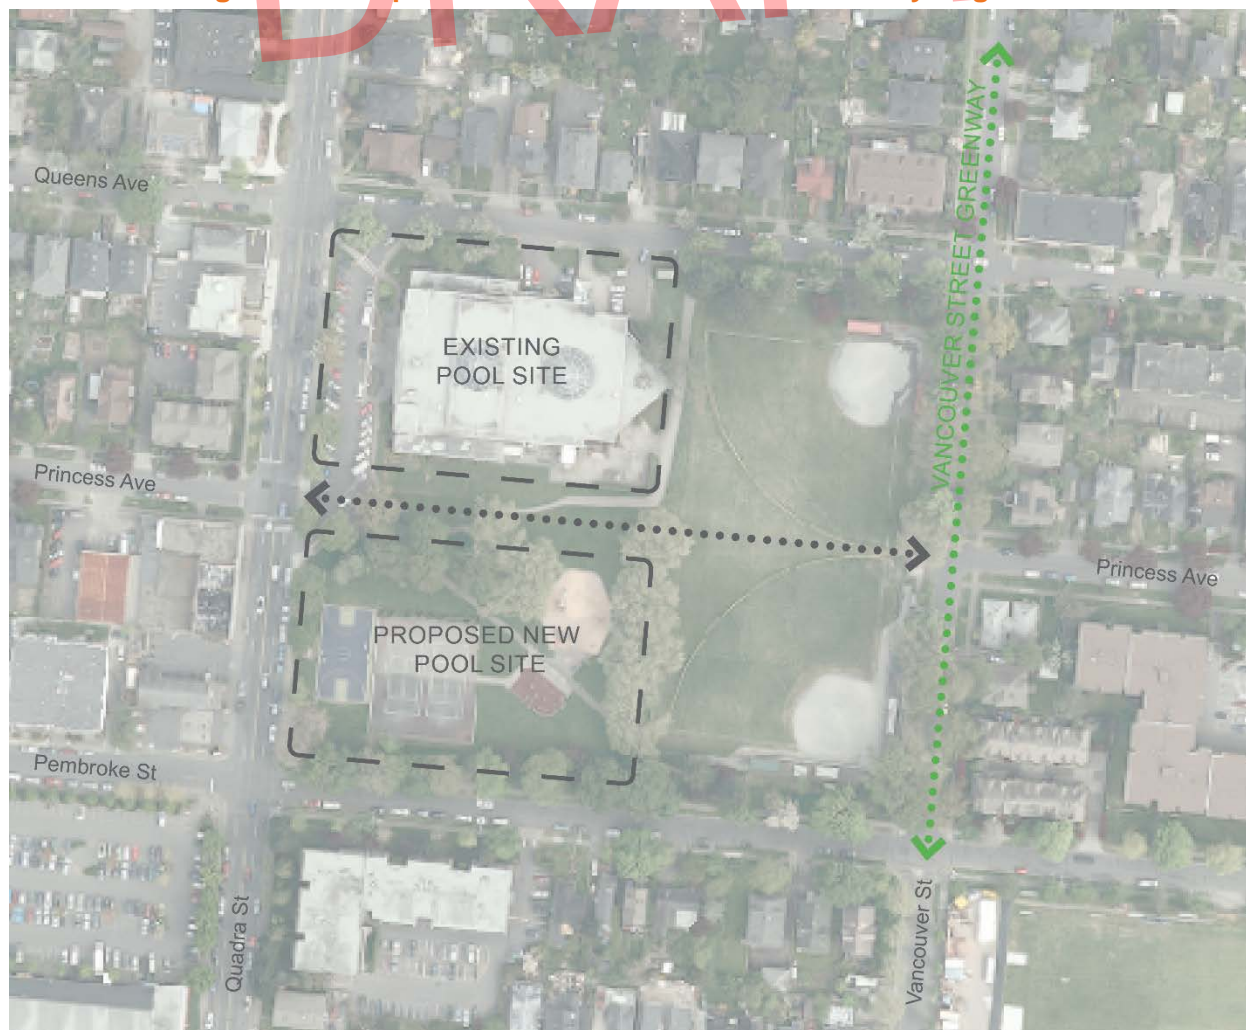 Queens Ave
VANCOUVER STREET GREENWAY
EXISTING
POOL SITE
Princess Ave
Princess Ave
PROPOSED NEW
POOL SITE
Pembroke St
Quadra St
Vancouver St